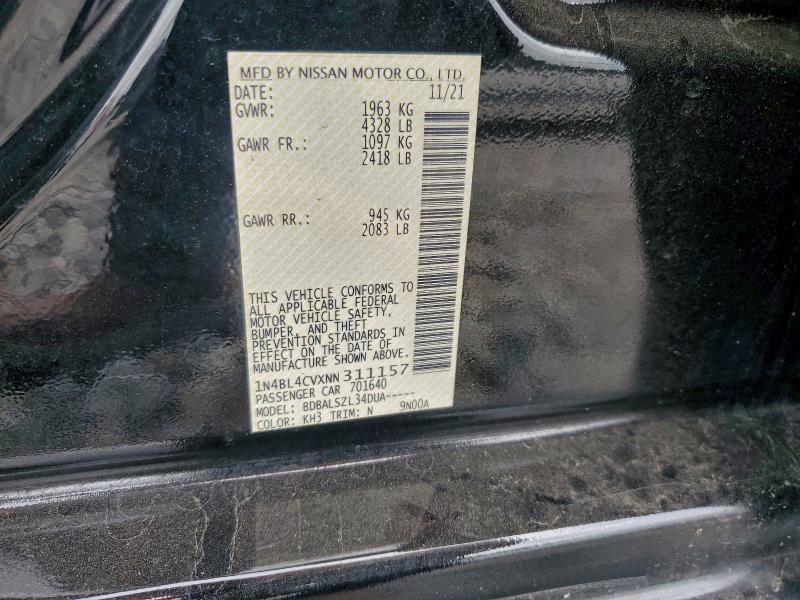 MFD BY NISSAN MOTOR CO., LTD.
DATE: 11/21
GVWR: 1963 KG
4328 LB
GAWR FR.: 1097 KG
2418 LB
GAWR RR.: 945 KG
2083 LB
THIS VEHICLE CONFORMS TO
ALL APPLICABLE FEDERAL
MOTOR VEHICLE SAFETY,
BUMPER, AND THEFT
PREVENTION STANDARDS IN
EFFECT ON THE DATE OF
MANUFACTURE SHOWN ABOVE.
1N4BL4CVXNN311157
PASSENGER CAR 701640
MODEL: BDBALSZL34DUA-----
COLOR: KH3 TRIM: N 9N00A